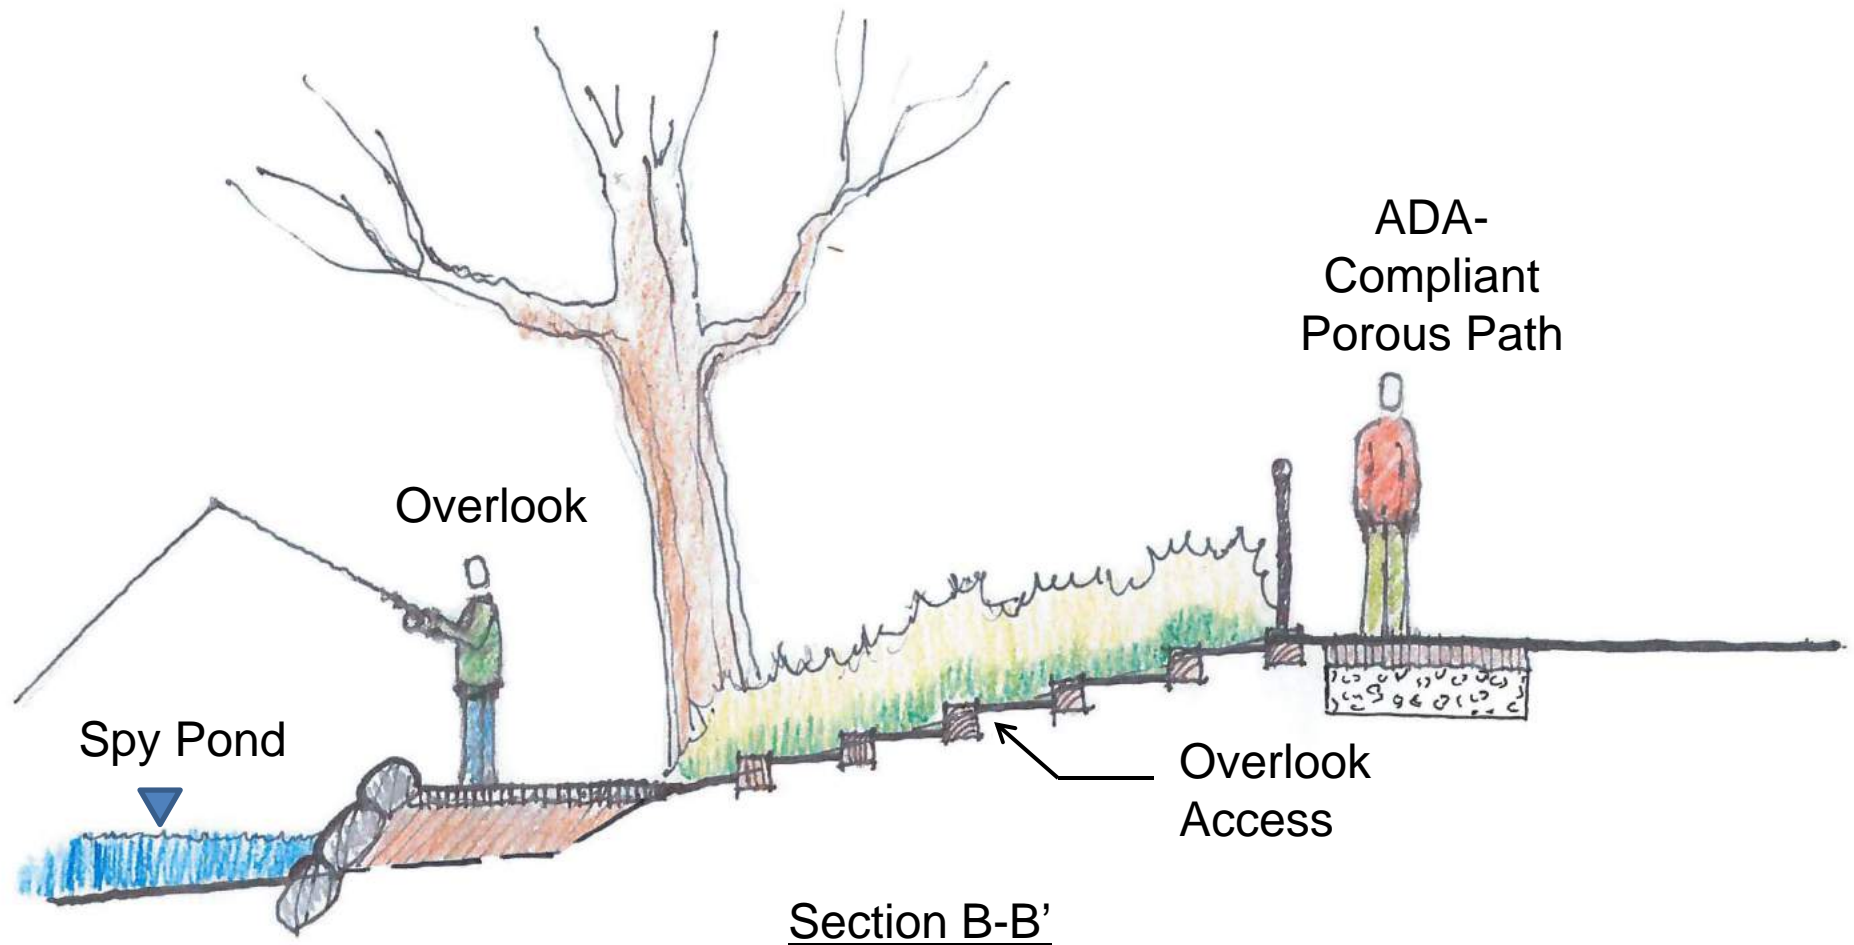 ADA-
Compliant
Porous Path
Overlook
Spy Pond
Overlook
Access
Section B-B’